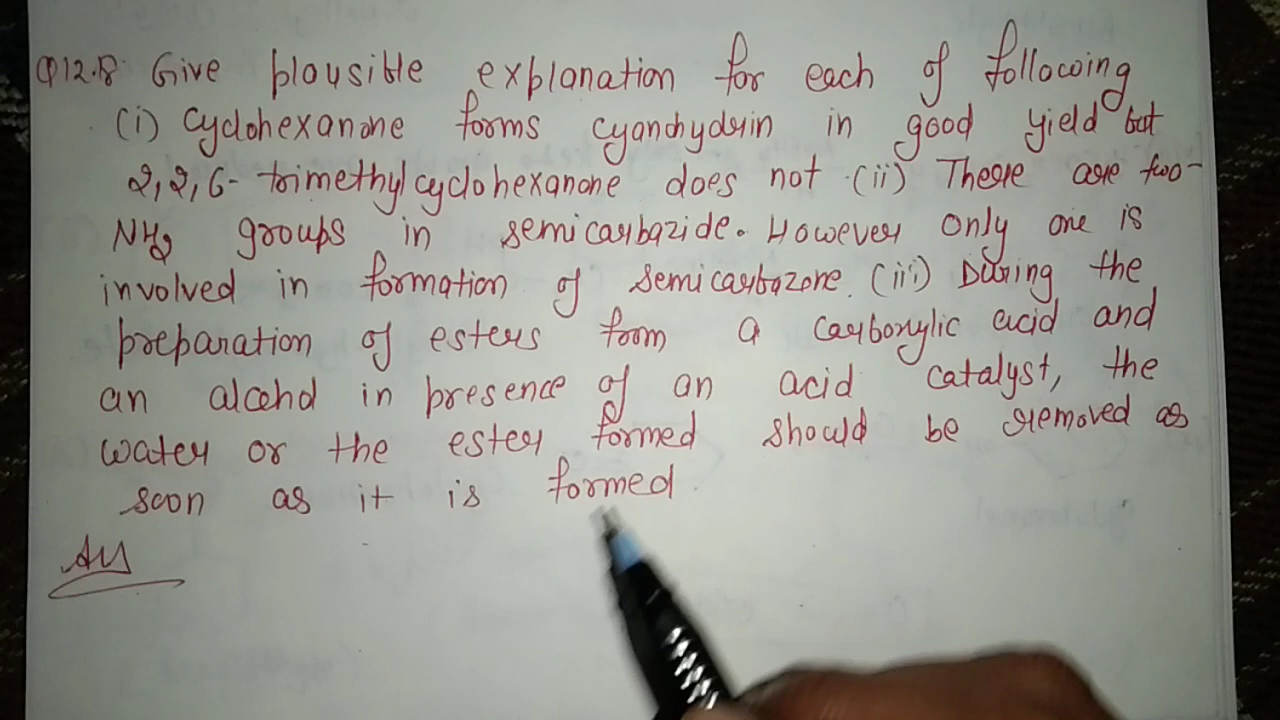 Q12.18 Give plausible explanation for each of following
(i) Cyclohexanone forms cyanohydrin in good yield but
2,2,6- trimethylcyclohexanone does not (ii) There are two-
NH2 groups in semicarbazide. However only one is
involved in formation of semicarbazone. (iii) During the
preparation of esters from a carboxylic acid and
an alcohol in presence of an acid catalyst, the
water or the ester formed should be removed as
soon as it is formed.
Ans